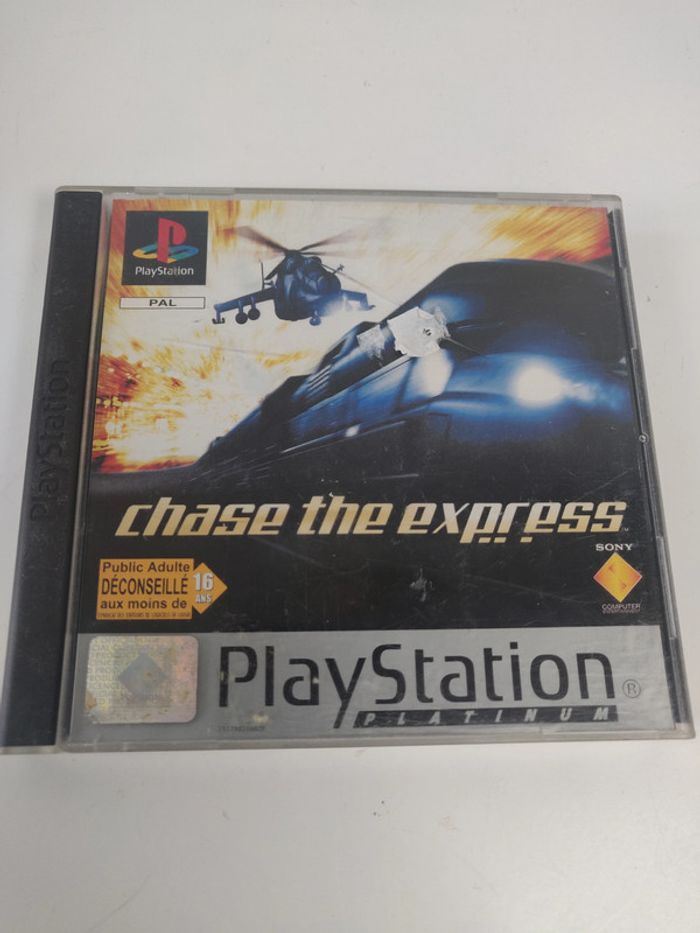 PlayStation
PlayStation
PAL
chase the express
Public Adulte
DÉCONSEILLÉ
aux moins de
16
ANS
SONY
COMPUTER
ENTERTAINMENT
PlayStation®
PLATINUM